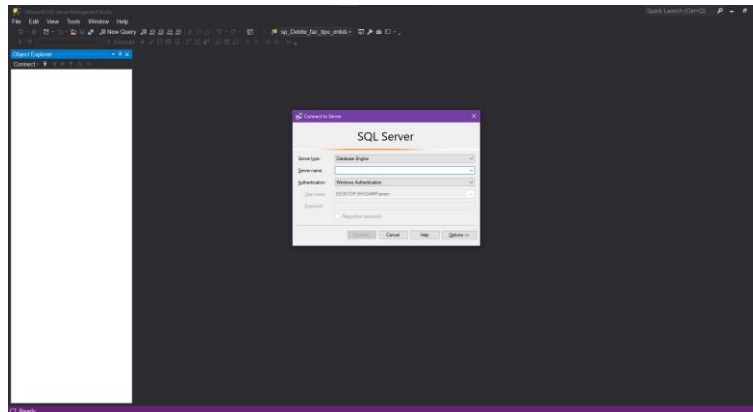 Microsoft SQL Server Management Studio
Quick Launch (Ctrl+Q)
File Edit View Tools Window Help
New Query
Execute
Object Explorer
Connect
Connect to Server
SQL Server
Server type: Database Engine
Server name:
Authentication: Windows Authentication
User name:
Password:
Remember password
Connect Cancel Help Options >>
Ready